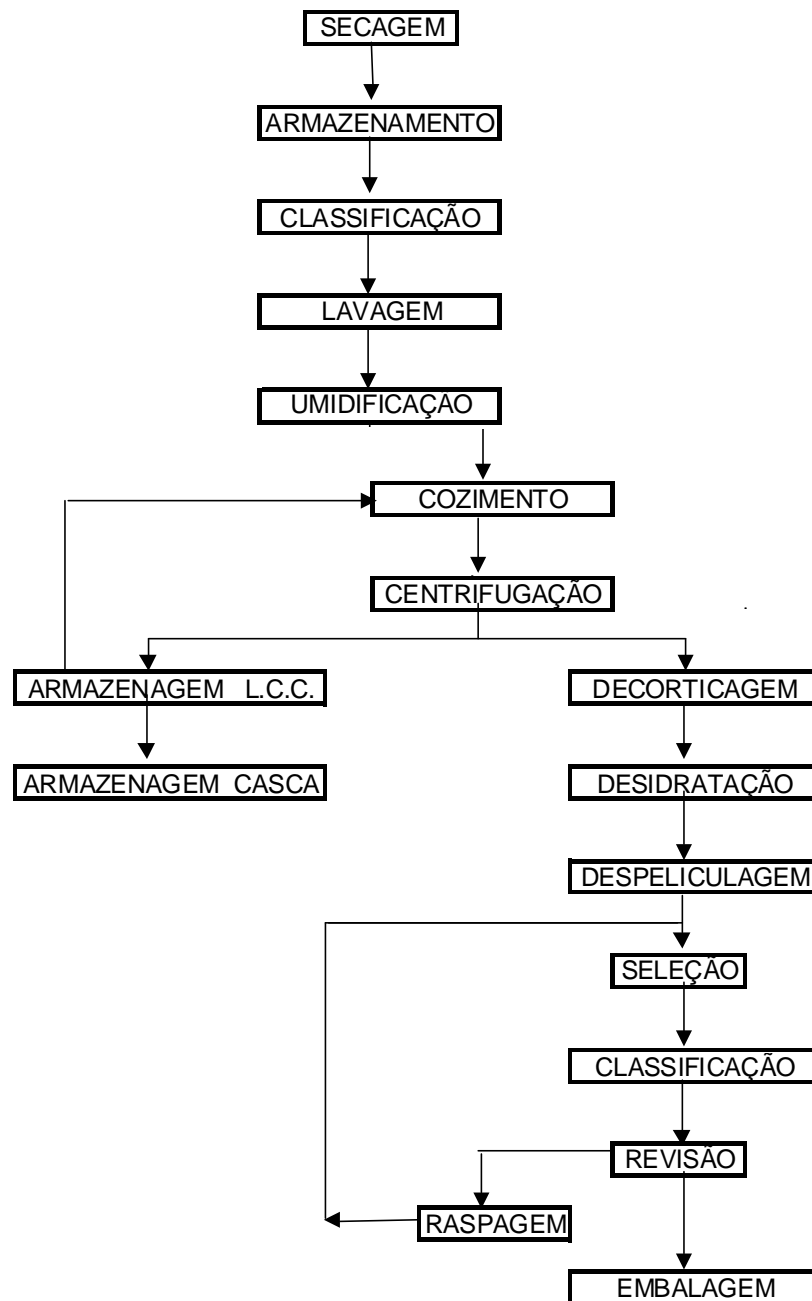 SECAGEM
ARMAZENAMENTO
CLASSIFICAÇÃO
LAVAGEM
UMIDIFICAÇAO
COZIMENTO
CENTRIFUGAÇÃO
ARMAZENAGEM L.C.C.
DECORTICAGEM
ARMAZENAGEM CASCA
DESIDRATAÇÃO
DESPELICULAGEM
SELEÇÃO
CLASSIFICAÇÃO
REVISÃO
RASPAGEM
EMBALAGEM